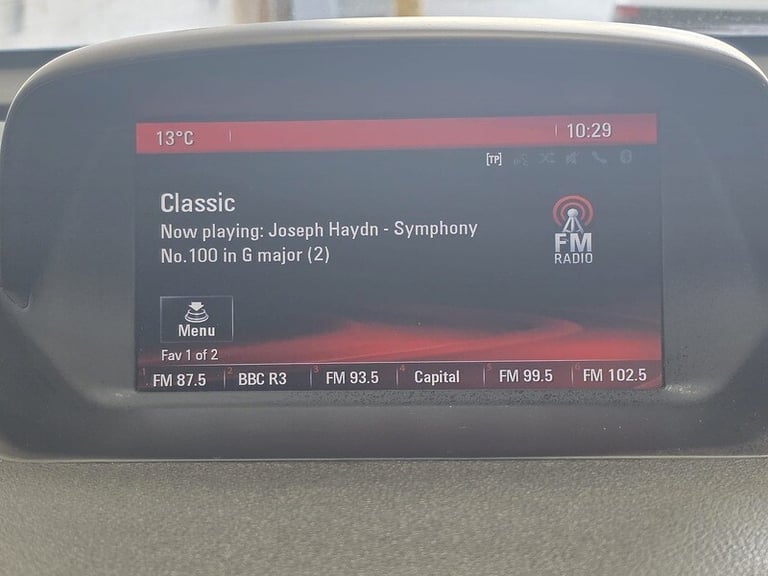 13°C
10:29
[TP]
Classic
Now playing: Joseph Haydn - Symphony
No.100 in G major (2)
FM
RADIO
Menu
Fav 1 of 2
1 FM 87.5 2 BBC R3 3 FM 93.5 4 Capital 5 FM 99.5 6 FM 102.5